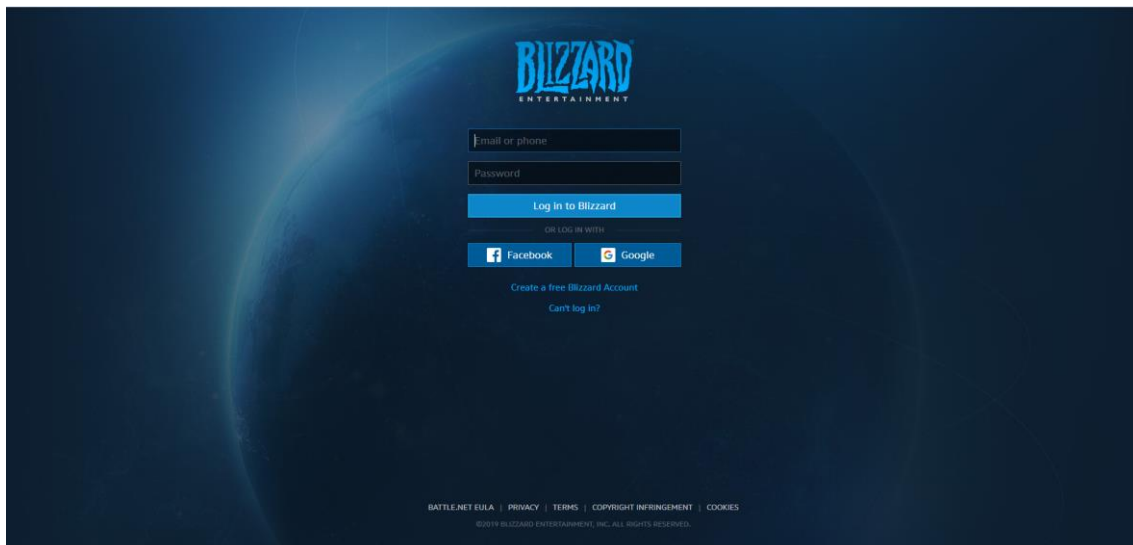 BLIZZARD
ENTERTAINMENT
Email or phone
Password
Log in to Blizzard
OR LOG IN WITH
Facebook Google
Create a free Blizzard Account
Can't log in?
BATTLE.NET EULA | PRIVACY | TERMS | COPYRIGHT INFRINGEMENT | COOKIES
©2019 BLIZZARD ENTERTAINMENT, INC. ALL RIGHTS RESERVED.